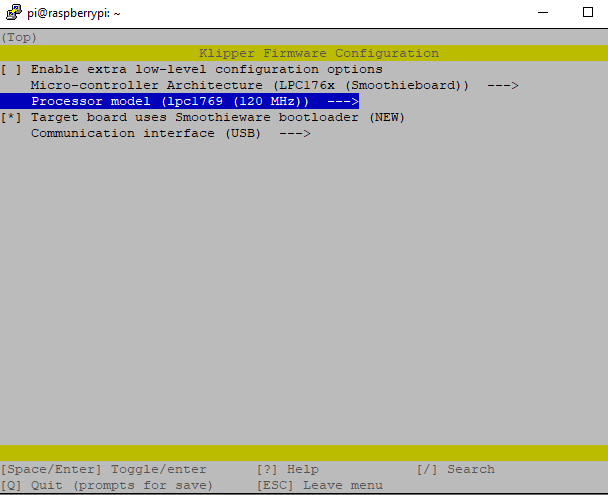 pi@raspberrypi: ~
(Top)
Klipper Firmware Configuration
[ ] Enable extra low-level configuration options
Micro-controller Architecture (LPC176x (Smoothieboard))  --->
Processor model (lpc1769 (120 MHz))  --->
[*] Target board uses Smoothieware bootloader (NEW)
Communication interface (USB)  --->
[Space/Enter] Toggle/enter [?] Help [/] Search
[Q] Quit (prompts for save) [ESC] Leave menu